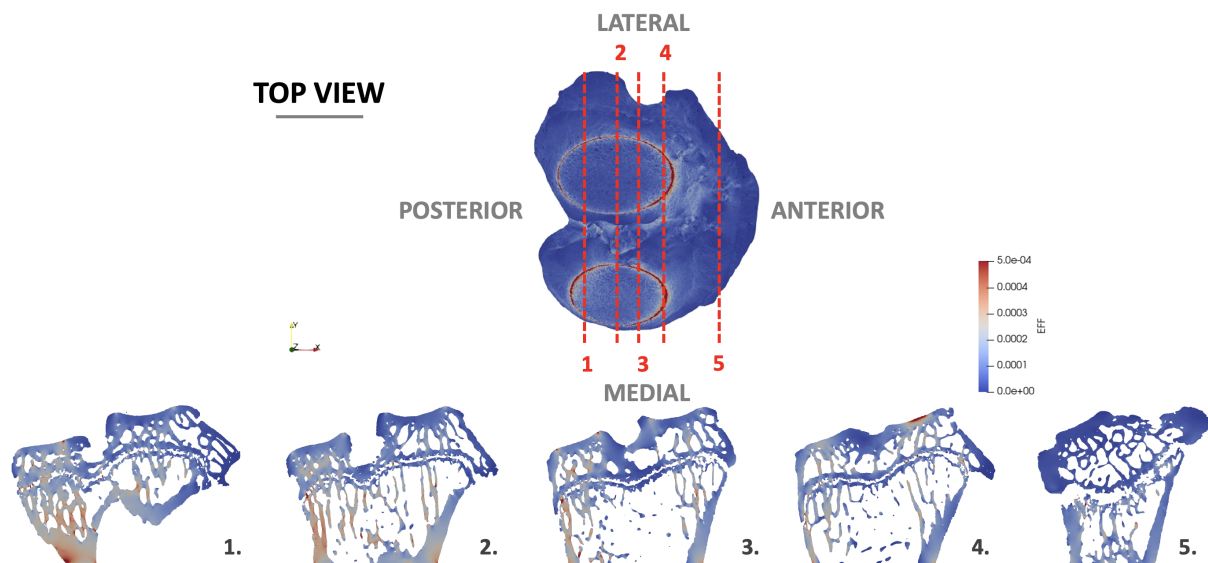 LATERAL
2 4
TOP VIEW
POSTERIOR
ANTERIOR
5.0e-04
0.0004
0.0003
0.0002
0.0001
0.0e+00
EFF
Y
Z X
1 3 5
MEDIAL
1. 2. 3. 4. 5.